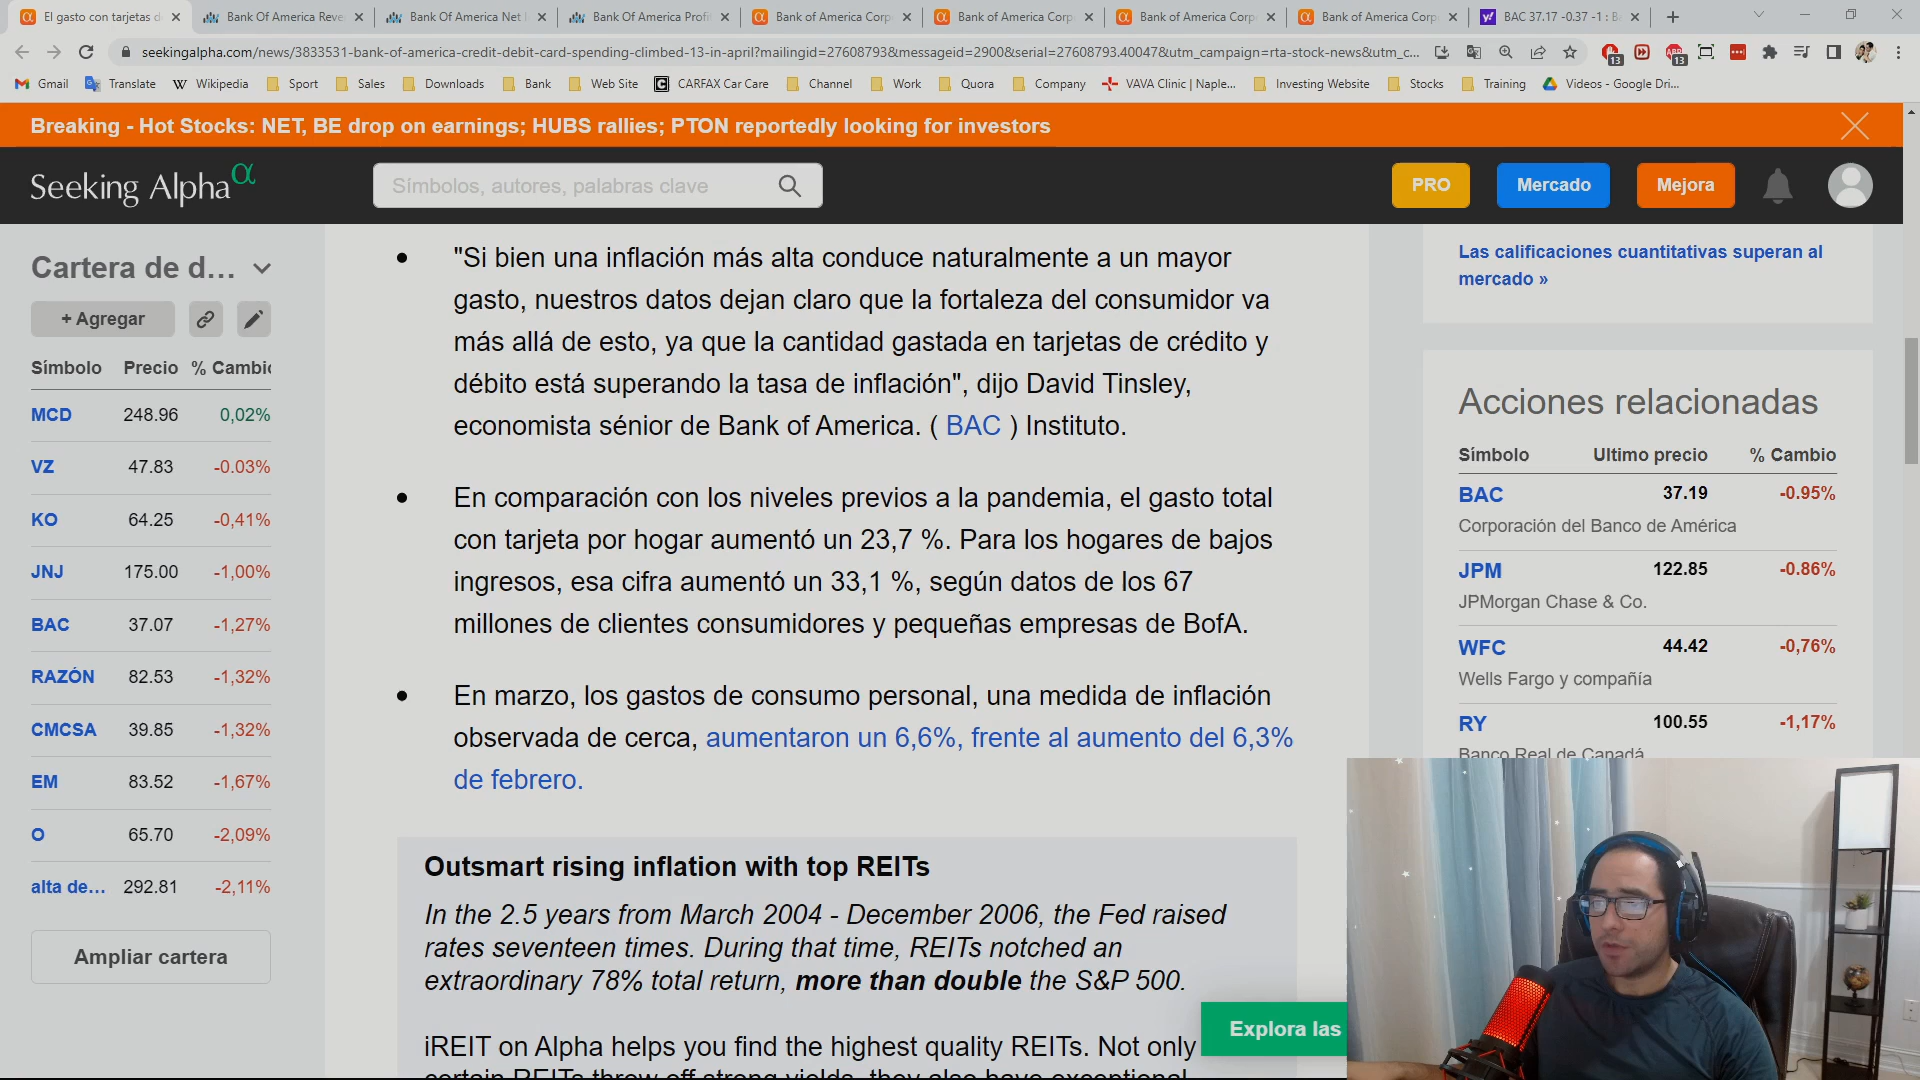 El gasto con tarjetas d
Bank Of America Reve
Bank Of America Net
Bank Of America Profi
Bank of America Corp
Bank of America Corp
Bank of America Corp
Bank of America Corp
BAC 37.17 -0.37 -1 : B
seekingalpha.com/news/3833531-bank-of-america-credit-debit-card-spending-climbed-13-in-april?mailingid=27608793&messageid=2900&serial=27608793.40047&utm_campaign=rta-stock-news&utm_c...
13
13
Gmail
Translate
Wikipedia
Sport
Sales
Downloads
Bank
Web Site
CARFAX Car Care
Channel
Work
Quora
Company
VAVA Clinic | Naple...
Investing Website
Stocks
Training
Videos - Google Dri...
Breaking - Hot Stocks: NET, BE drop on earnings; HUBS rallies; PTON reportedly looking for investors
Seeking Alpha α
Símbolos, autores, palabras clave
PRO
Mercado
Mejora
Cartera de d...
+ Agregar
Símbolo Precio % Cambio
MCD 248.96 0,02%
VZ 47.83 -0.03%
KO 64.25 -0,41%
JNJ 175.00 -1,00%
BAC 37.07 -1,27%
RAZÓN 82.53 -1,32%
CMCSA 39.85 -1,32%
EM 83.52 -1,67%
O 65.70 -2,09%
alta de... 292.81 -2,11%
Ampliar cartera
"Si bien una inflación más alta conduce naturalmente a un mayor
gasto, nuestros datos dejan claro que la fortaleza del consumidor va
más allá de esto, ya que la cantidad gastada en tarjetas de crédito y
débito está superando la tasa de inflación", dijo David Tinsley,
economista sénior de Bank of America. ( BAC ) Instituto.
En comparación con los niveles previos a la pandemia, el gasto total
con tarjeta por hogar aumentó un 23,7 %. Para los hogares de bajos
ingresos, esa cifra aumentó un 33,1 %, según datos de los 67
millones de clientes consumidores y pequeñas empresas de BofA.
En marzo, los gastos de consumo personal, una medida de inflación
observada de cerca, aumentaron un 6,6%, frente al aumento del 6,3%
de febrero.
Outsmart rising inflation with top REITs
In the 2.5 years from March 2004 - December 2006, the Fed raised
rates seventeen times. During that time, REITs notched an
extraordinary 78% total return, more than double the S&P 500.
iREIT on Alpha helps you find the highest quality REITs. Not only
certain REITs throw off strong yields, they also have exceptional
Explora las
Las calificaciones cuantitativas superan al
mercado »
Acciones relacionadas
Símbolo Ultimo precio % Cambio
BAC 37.19 -0.95%
Corporación del Banco de América
JPM 122.85 -0.86%
JPMorgan Chase & Co.
WFC 44.42 -0,76%
Wells Fargo y compañía
RY 100.55 -1,17%
Banco Real de Canadá